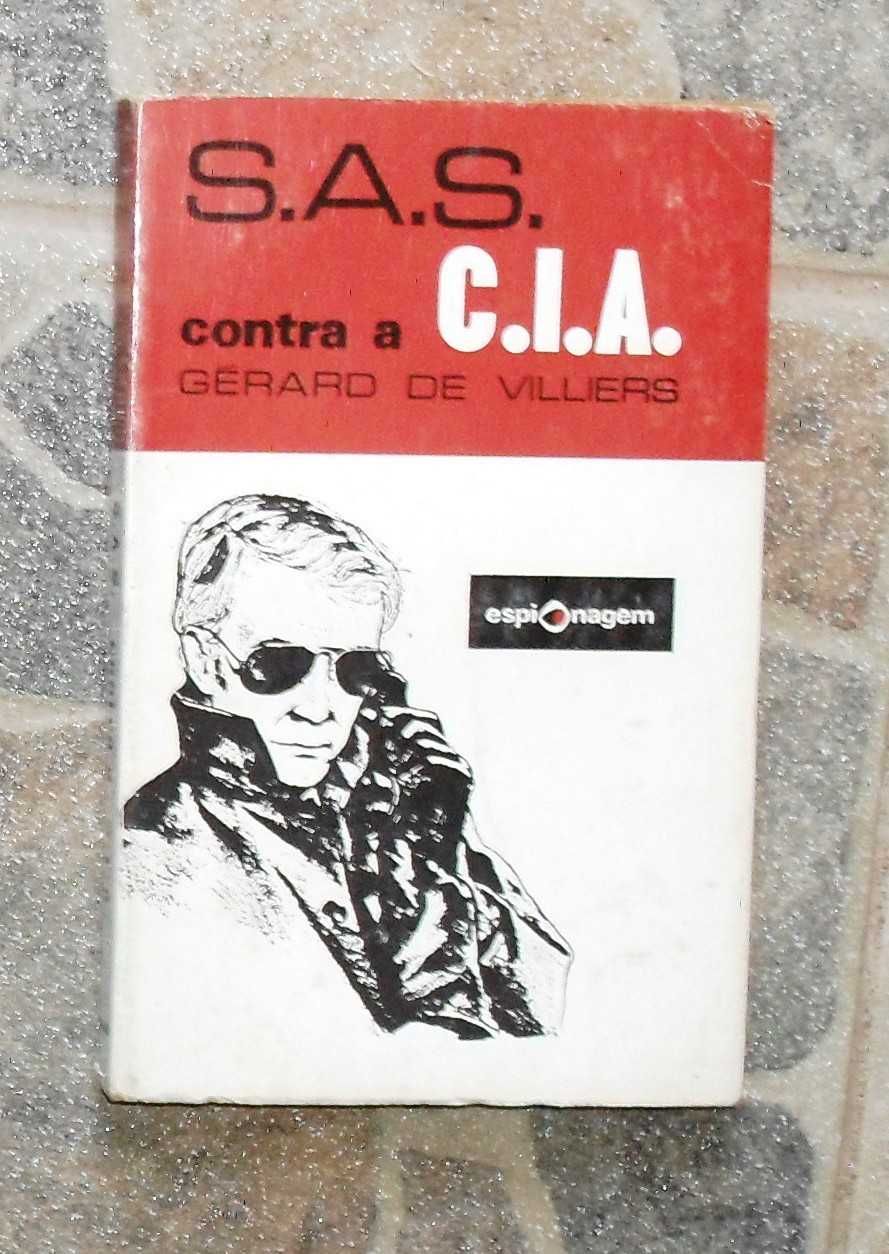 S.A.S.
contra a C.I.A.
GÉRARD DE VILLIERS
espionagem